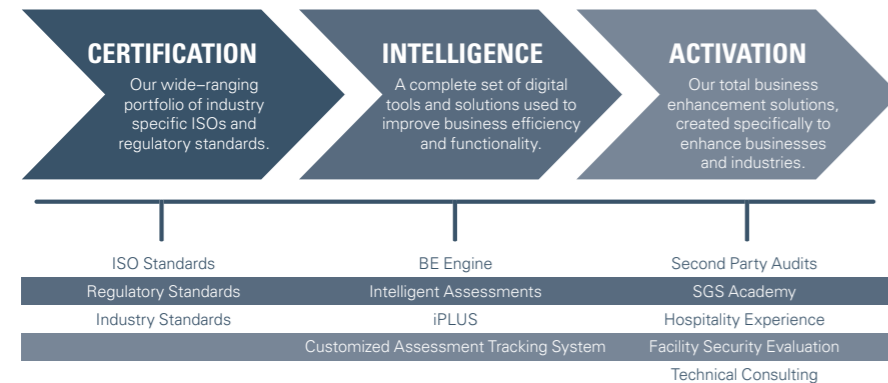 CERTIFICATION
Our wide–ranging
portfolio of industry
specific ISOs and
regulatory standards.
INTELLIGENCE
A complete set of digital
tools and solutions used to
improve business efficiency
and functionality.
ACTIVATION
Our total business
enhancement solutions,
created specifically to
enhance businesses
and industries.
ISO Standards
Regulatory Standards
Industry Standards
BE Engine
Intelligent Assessments
iPLUS
Customized Assessment Tracking System
Second Party Audits
SGS Academy
Hospitality Experience
Facility Security Evaluation
Technical Consulting